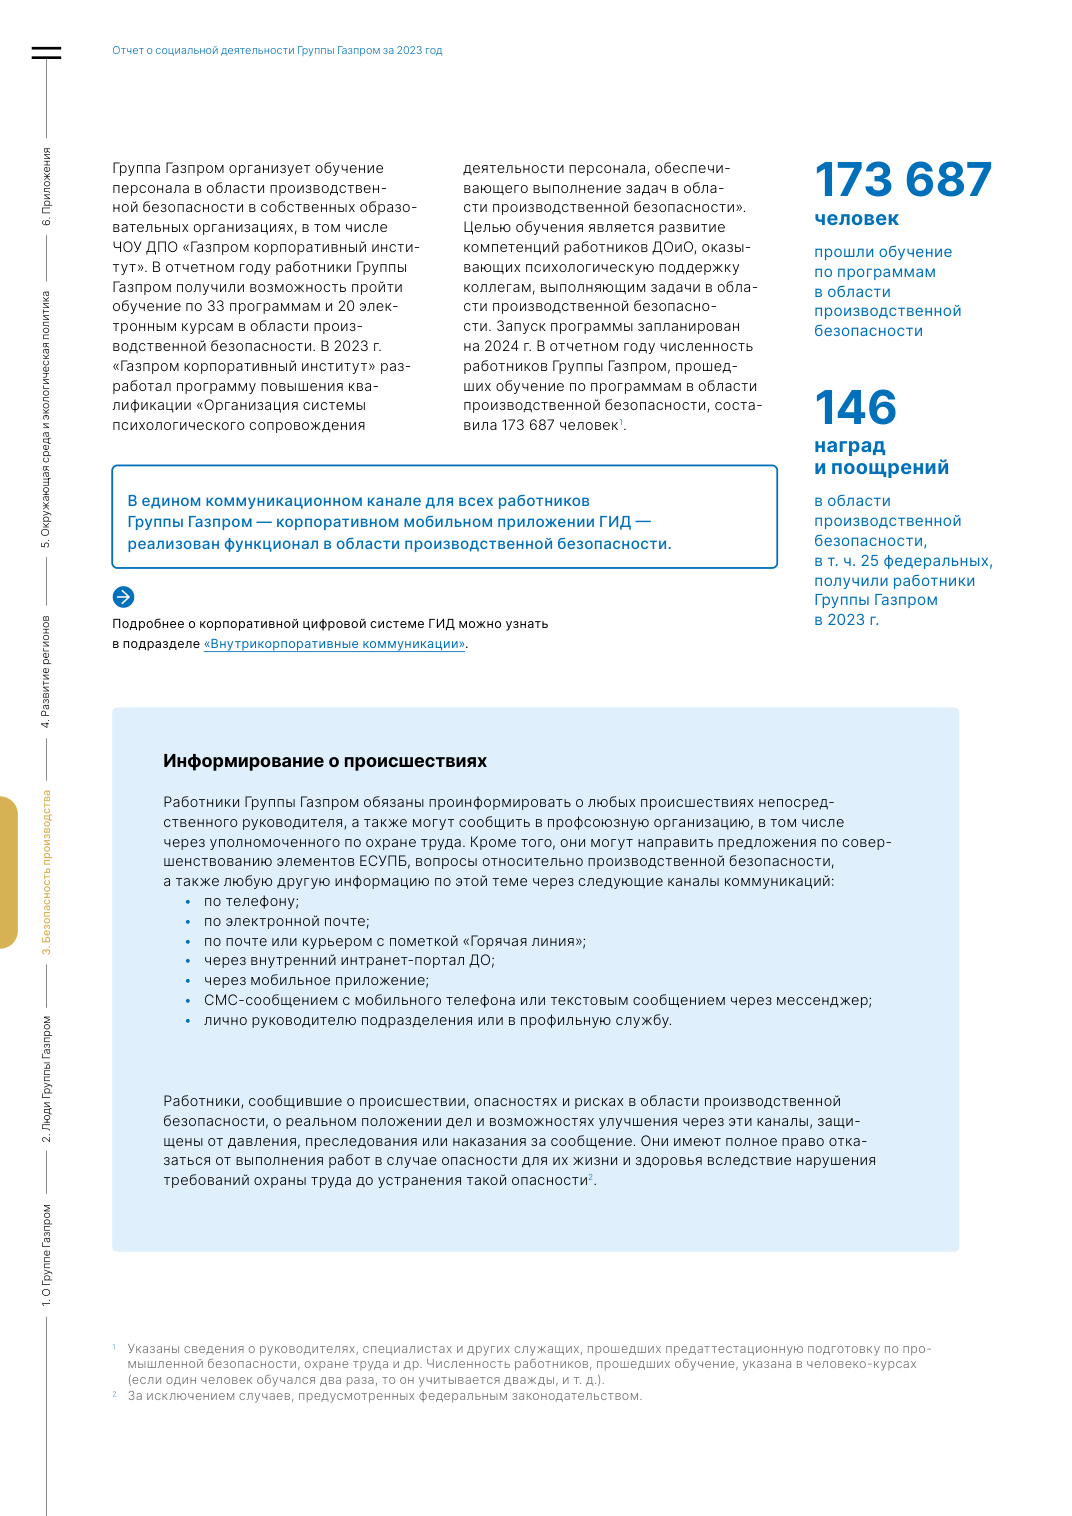 Отчет о социальной деятельности Группы Газпром за 2023 год
6. Приложения
5. Окружающая среда и экологическая политика
4. Развитие регионов
3. Безопасность производства
2. Люди Группы Газпром
1. О Группе Газпром
Группа Газпром организует обучение
персонала в области производствен-
ной безопасности в собственных образо-
вательных организациях, в том числе
ЧОУ ДПО «Газпром корпоративный инсти-
тут». В отчетном году работники Группы
Газпром получили возможность пройти
обучение по 33 программам и 20 элек-
тронным курсам в области произ-
водственной безопасности. В 2023 г.
«Газпром корпоративный институт» раз-
работал программу повышения ква-
лификации «Организация системы
психологического сопровождения
деятельности персонала, обеспечи-
вающего выполнение задач в обла-
сти производственной безопасности».
Целью обучения является развитие
компетенций работников ДОиО, оказы-
вающих психологическую поддержку
коллегам, выполняющим задачи в обла-
сти производственной безопасно-
сти. Запуск программы запланирован
на 2024 г. В отчетном году численность
работников Группы Газпром, прошед-
ших обучение по программам в области
производственной безопасности, соста-
вила 173 687 человек¹.
173 687
человек
прошли обучение
по программам
в области
производственной
безопасности
146
наград
и поощрений
в области
производственной
безопасности,
в т. ч. 25 федеральных,
получили работники
Группы Газпром
в 2023 г.
В едином коммуникационном канале для всех работников
Группы Газпром — корпоративном мобильном приложении ГИД —
реализован функционал в области производственной безопасности.
Подробнее о корпоративной цифровой системе ГИД можно узнать
в подразделе «Внутрикорпоративные коммуникации».
Информирование о происшествиях
Работники Группы Газпром обязаны проинформировать о любых происшествиях непосред-
ственного руководителя, а также могут сообщить в профсоюзную организацию, в том числе
через уполномоченного по охране труда. Кроме того, они могут направить предложения по совер-
шенствованию элементов ЕСУПБ, вопросы относительно производственной безопасности,
а также любую другую информацию по этой теме через следующие каналы коммуникаций:
• по телефону;
• по электронной почте;
• по почте или курьером с пометкой «Горячая линия»;
• через внутренний интранет-портал ДО;
• через мобильное приложение;
• СМС-сообщением с мобильного телефона или текстовым сообщением через мессенджер;
• лично руководителю подразделения или в профильную службу.
Работники, сообщившие о происшествии, опасностях и рисках в области производственной
безопасности, о реальном положении дел и возможностях улучшения через эти каналы, защи-
щены от давления, преследования или наказания за сообщение. Они имеют полное право отка-
заться от выполнения работ в случае опасности для их жизни и здоровья вследствие нарушения
требований охраны труда до устранения такой опасности².
¹ Указаны сведения о руководителях, специалистах и других служащих, прошедших предаттестационную подготовку по про-
мышленной безопасности, охране труда и др. Численность работников, прошедших обучение, указана в человеко-курсах
(если один человек обучался два раза, то он учитывается дважды, и т. д.).
² За исключением случаев, предусмотренных федеральным законодательством.